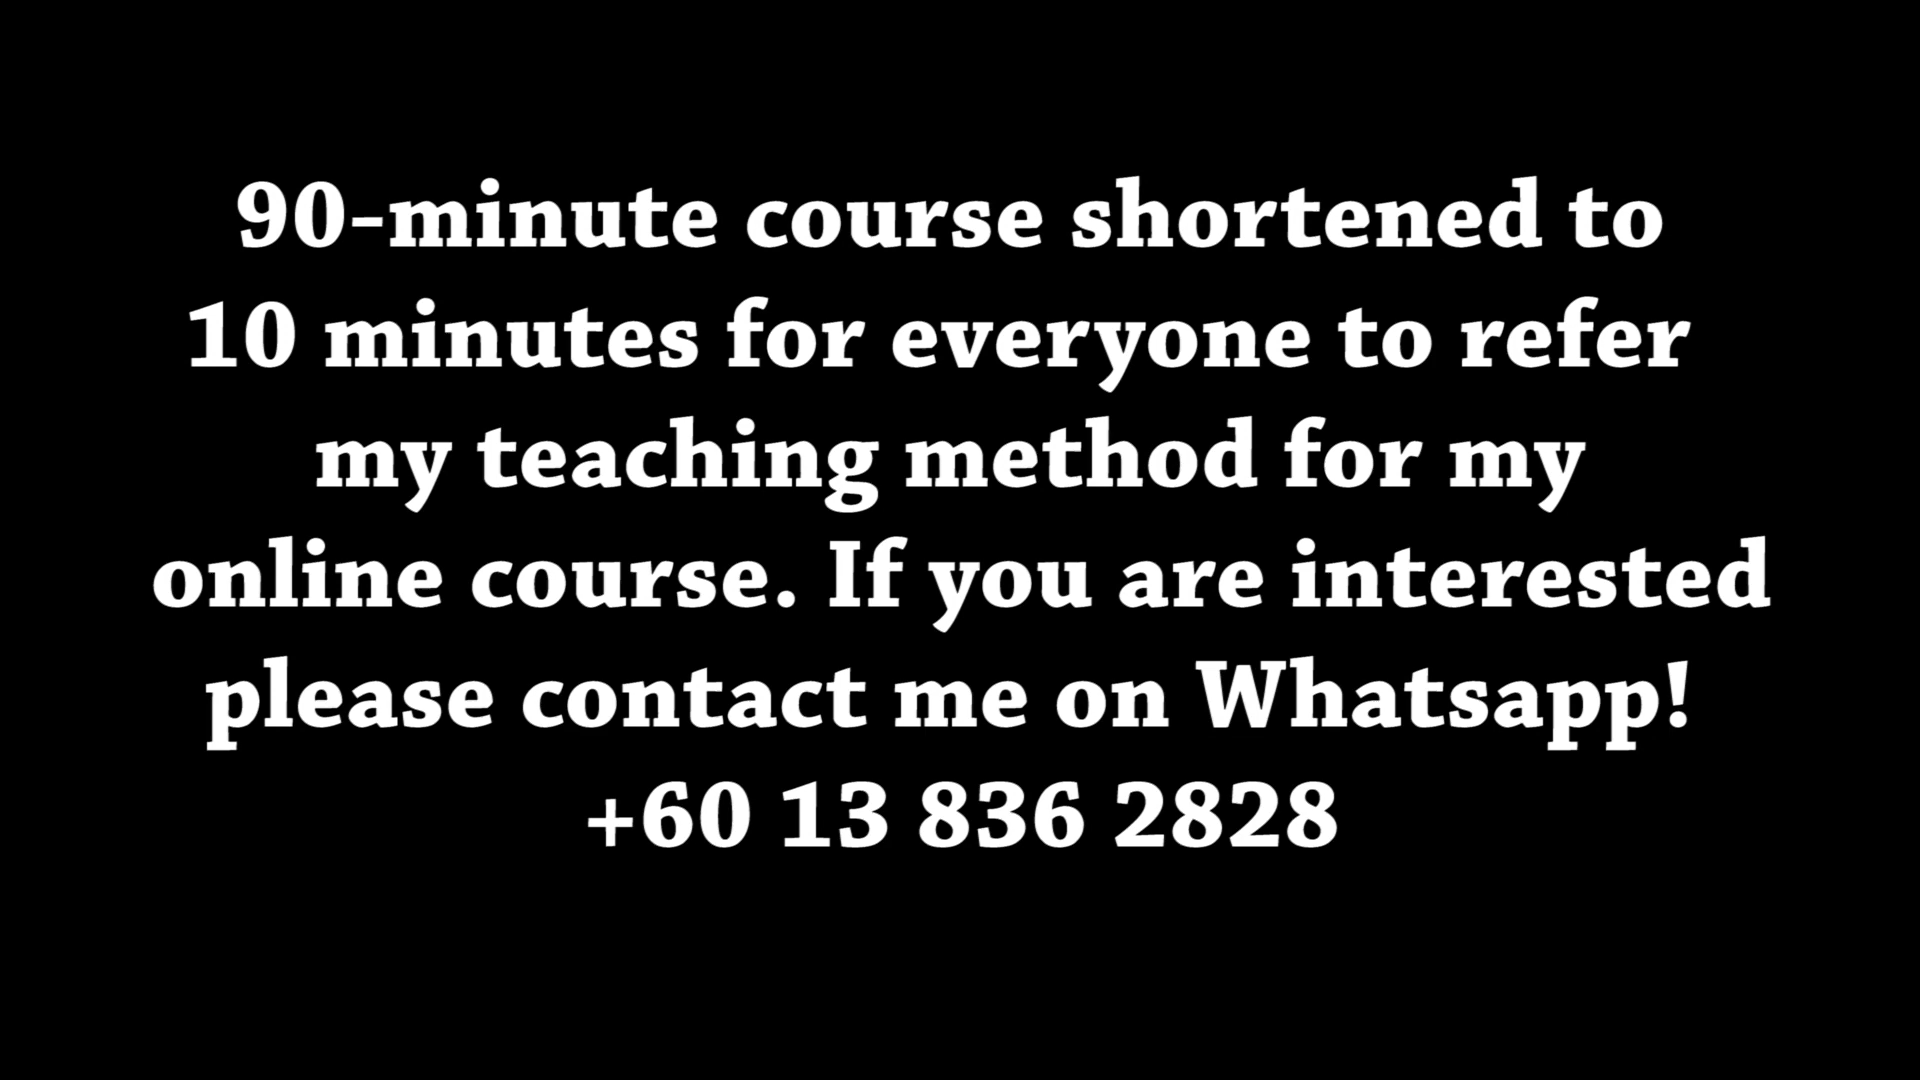 90-minute course shortened to
10 minutes for everyone to refer
my teaching method for my
online course. If you are interested
please contact me on Whatsapp!
+60 13 836 2828